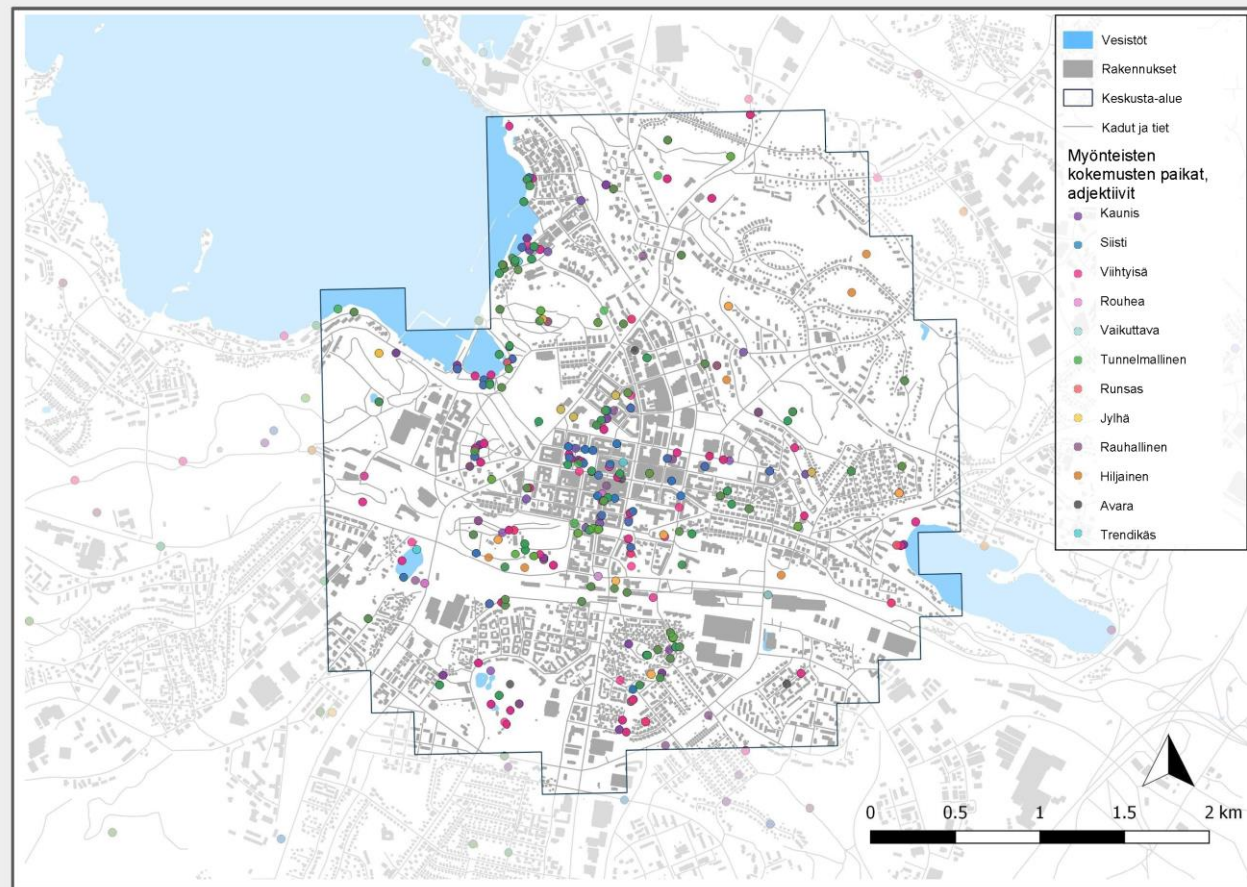 Vesistöt
Rakennukset
Keskusta-alue
Kadut ja tiet
Myönteisten
kokemusten paikat,
adjektiivit
Kaunis
Siisti
Viihtyisä
Rouhea
Vaikuttava
Tunnelmallinen
Runsas
Jylhä
Rauhallinen
Hiljainen
Avara
Trendikäs
0 0.5 1 1.5 2 km